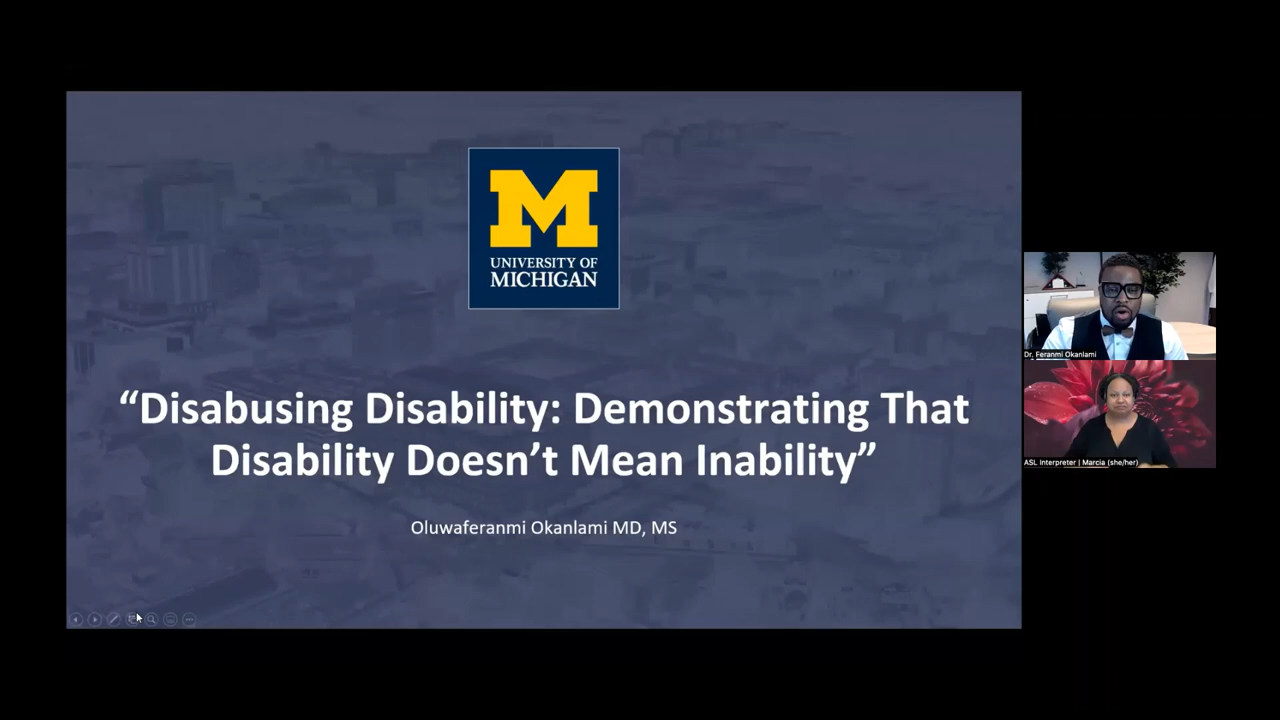 M
UNIVERSITY OF
MICHIGAN
“Disabusing Disability: Demonstrating That
Disability Doesn’t Mean Inability”
Oluwaferanmi Okanlami MD, MS
Dr. Feranmi Okanlami
ASL Interpreter | Marcia (she/her)